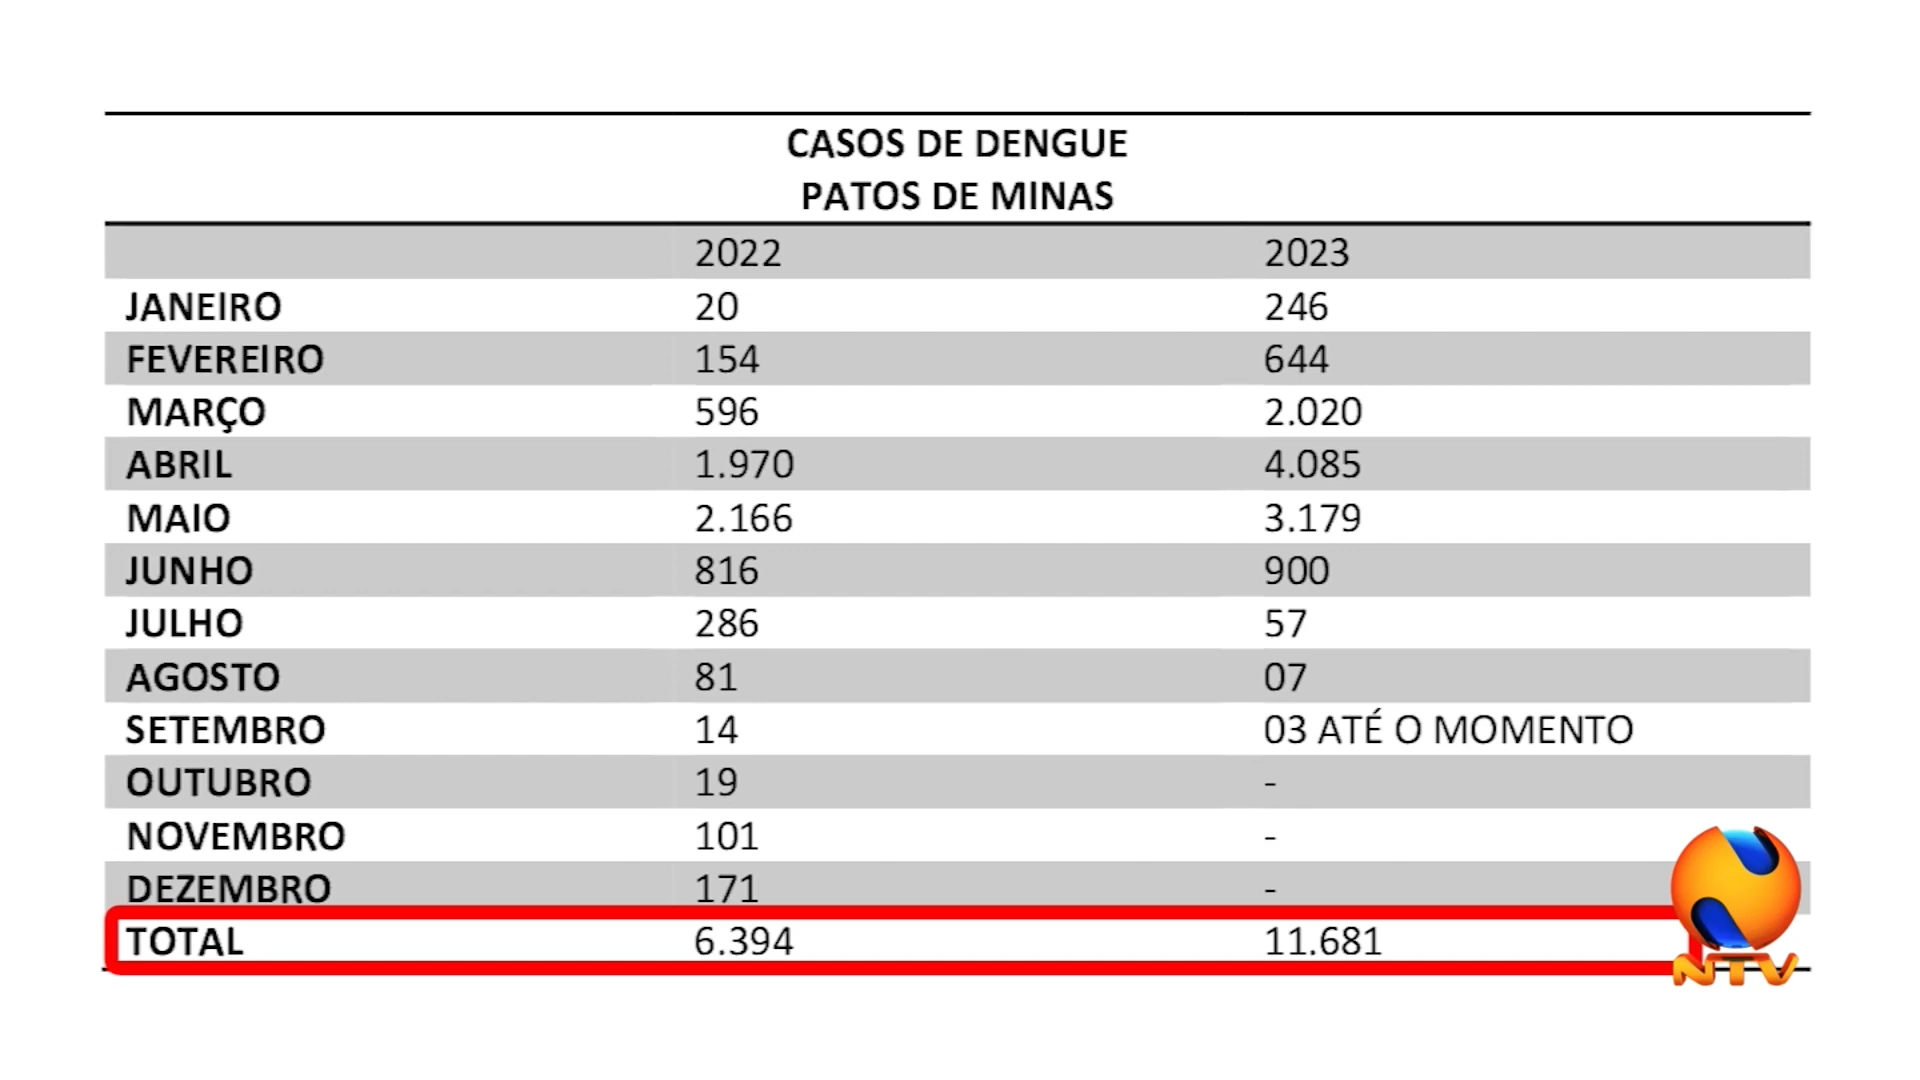 CASOS DE DENGUE
PATOS DE MINAS
2022 2023
JANEIRO 20 246
FEVEREIRO 154 644
MARÇO 596 2.020
ABRIL 1.970 4.085
MAIO 2.166 3.179
JUNHO 816 900
JULHO 286 57
AGOSTO 81 07
SETEMBRO 14 03 ATÉ O MOMENTO
OUTUBRO 19 -
NOVEMBRO 101 -
DEZEMBRO 171 -
TOTAL 6.394 11.681
NTV